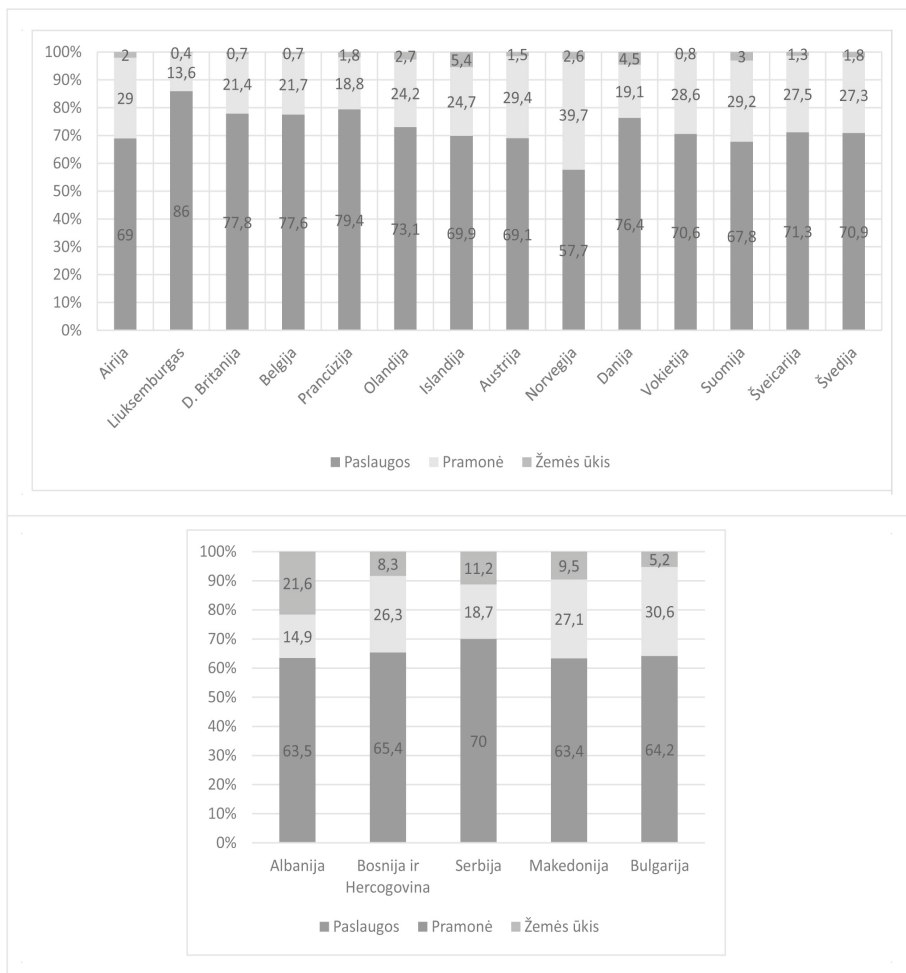 100%
90%
80%
70%
60%
50%
40%
30%
20%
10%
0%
2 0,4 0,7 0,7 1,8 2,7 5,4 1,5 2,6 4,5 0,8 3 1,3 1,8
29 13,6 21,4 21,7 18,8 24,2 24,7 29,4 39,7 19,1 28,6 29,2 27,5 27,3
69 86 77,8 77,6 79,4 73,1 69,9 69,1 57,7 76,4 70,6 67,8 71,3 70,9
Airija
Liuksemburgas
D. Britanija
Belgija
Prancūzija
Olandija
Islandija
Austrija
Norvegija
Danija
Vokietija
Suomija
Šveicarija
Švedija
Paslaugos Pramonė Žemės ūkis
100%
90%
80%
70%
60%
50%
40%
30%
20%
10%
0%
21,6 8,3 11,2 9,5 5,2
14,9 26,3 18,7 27,1 30,6
63,5 65,4 70 63,4 64,2
Albanija
Bosnija ir
Hercogovina
Serbija
Makedonija
Bulgarija
Paslaugos Pramonė Žemės ūkis